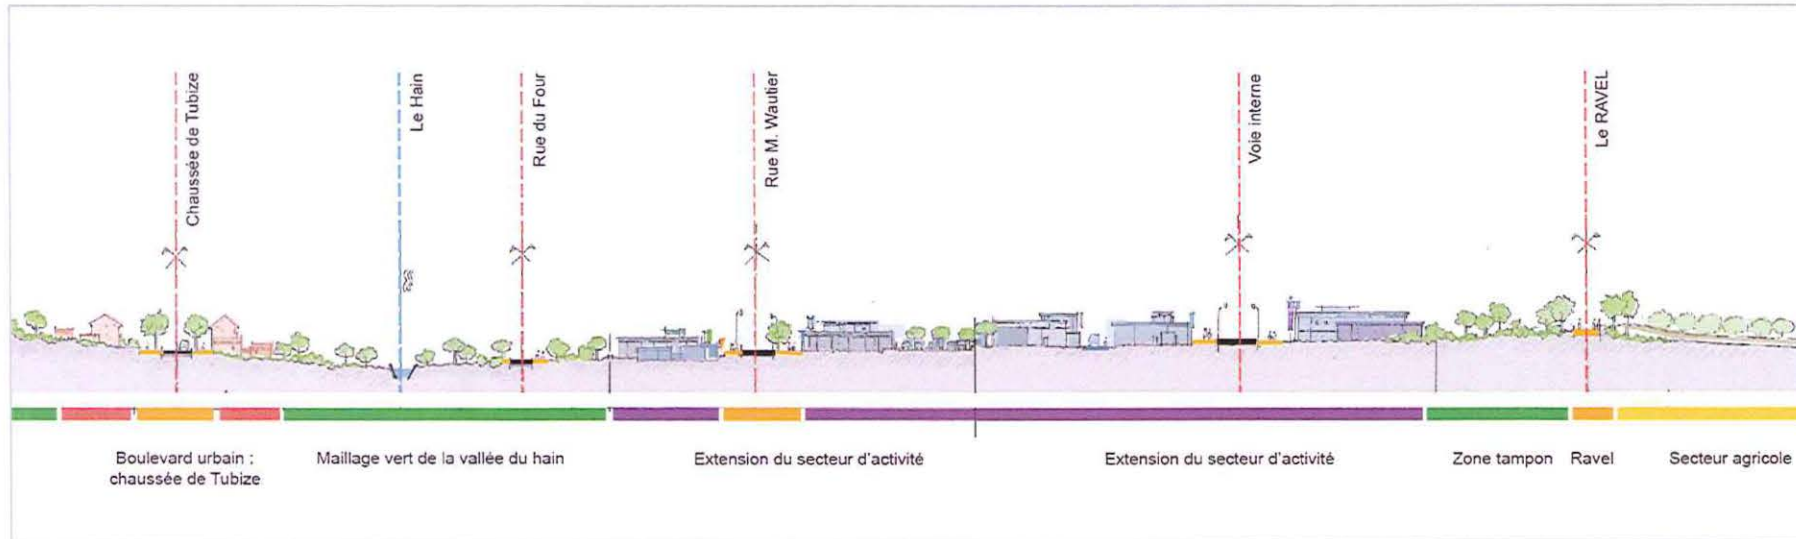 Chaussée de Tubize
Le Hain
Rue du Four
Rue M. Wautier
Voie interne
Le RAVEL
Boulevard urbain :
chaussée de Tubize
Maillage vert de la vallée du hain
Extension du secteur d'activité
Extension du secteur d'activité
Zone tampon
Ravel
Secteur agricole